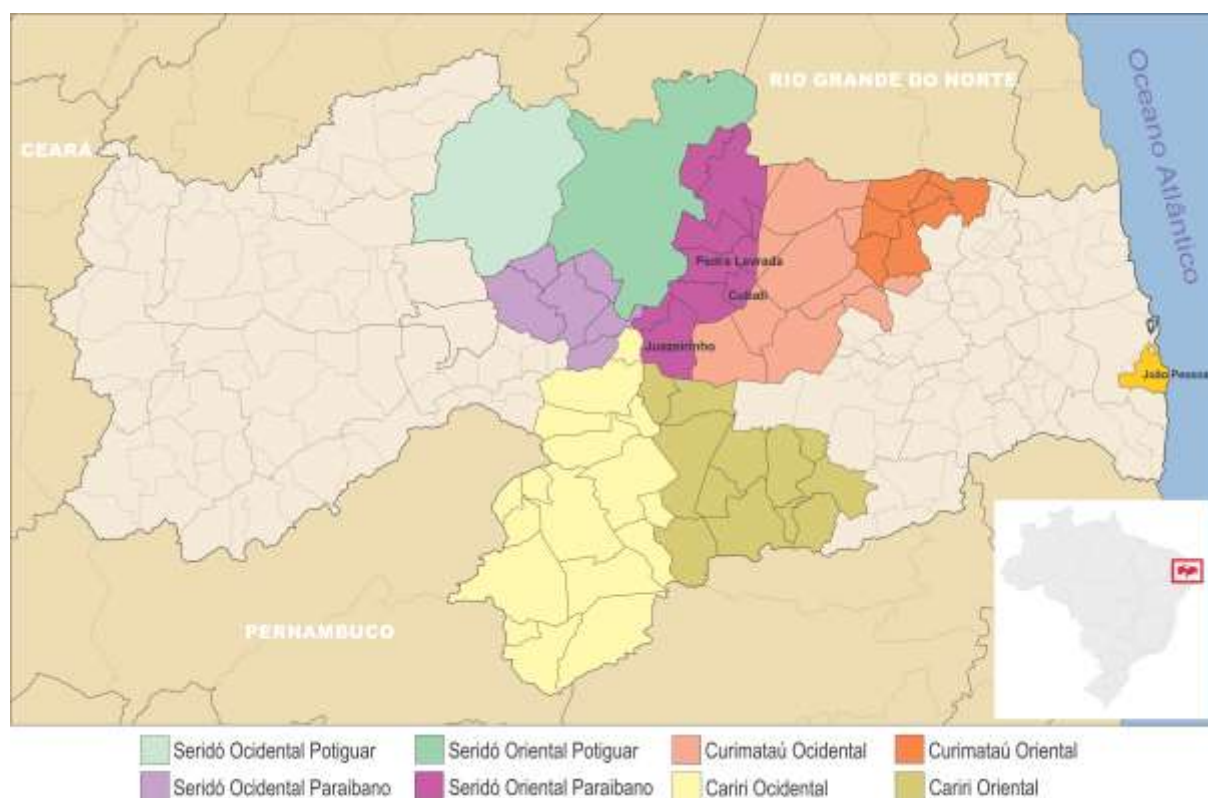 RIO GRANDE DO NORTE
CEARÁ
Oceano Atlântico
Pedra Lavrada
Cubati
Juazeirinho
João Pessoa
PERNAMBUCO
Seridó Ocidental Potiguar
Seridó Oriental Potiguar
Curimataú Ocidental
Curimataú Oriental
Seridó Ocidental Paraibano
Seridó Oriental Paraibano
Cariri Ocidental
Cariri Oriental